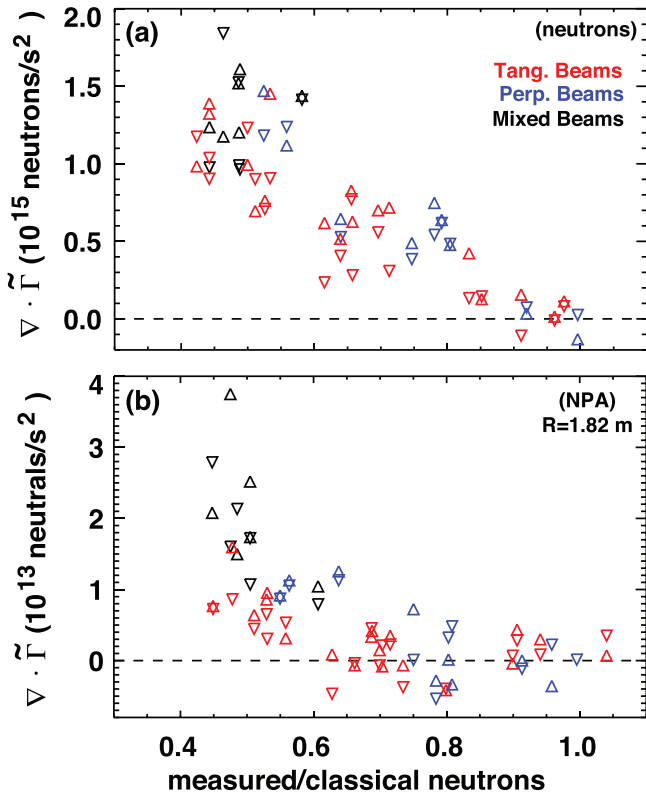 (a)
(neutrons)
Tang. Beams
Perp. Beams
Mixed Beams
∇ · Γ̃ (10¹⁵ neutrons/s²)
2.0
1.5
1.0
0.5
0.0
(b)
(NPA)
R=1.82 m
∇ · Γ̃ (10¹³ neutrals/s²)
4
3
2
1
0
0.4 0.6 0.8 1.0
measured/classical neutrons